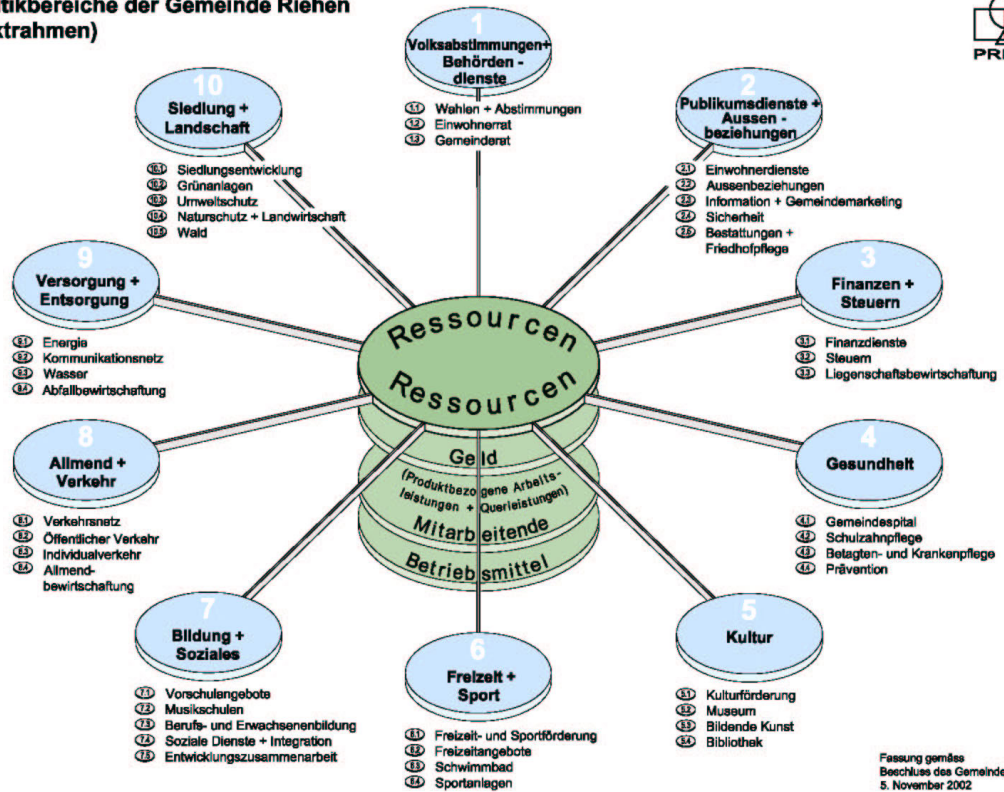 tikbereiche der Gemeinde Riehen
ktrahmen)
PRI
1
Volksabstimmungen+
Behörden -
dienste
1.1 Wahlen + Abstimmungen
1.2 Einwohnerrat
1.3 Gemeinderat
2
Publikumsdienste +
Aussen -
beziehungen
2.1 Einwohnerdienste
2.2 Aussenbeziehungen
2.3 Information + Gemeindemarketing
2.4 Sicherheit
2.5 Bestattungen +
Friedhofpflege
3
Finanzen +
Steuern
3.1 Finanzdienste
3.2 Steuern
3.3 Liegenschaftsbewirtschaftung
4
Gesundheit
4.1 Gemeindespital
4.2 Schulzahnpflege
4.3 Betagten- und Krankenpflege
4.4 Prävention
5
Kultur
5.1 Kulturförderung
5.2 Museum
5.3 Bildende Kunst
5.4 Bibliothek
6
Freizeit +
Sport
6.1 Freizeit- und Sportförderung
6.2 Freizeitangebote
6.3 Schwimmbad
6.4 Sportanlagen
7
Bildung +
Soziales
7.1 Vorschulangebote
7.2 Musikschulen
7.3 Berufs- und Erwachsenenbildung
7.4 Soziale Dienste + Integration
7.5 Entwicklungszusammenarbeit
8
Allmend +
Verkehr
8.1 Verkehrsnetz
8.2 Öffentlicher Verkehr
8.3 Individualverkehr
8.4 Allmend-
bewirtschaftung
9
Versorgung +
Entsorgung
9.1 Energie
9.2 Kommunikationsnetz
9.3 Wasser
9.4 Abfallbewirtschaftung
10
Siedlung +
Landschaft
10.1 Siedlungsentwicklung
10.2 Grünanlagen
10.3 Umweltschutz
10.4 Naturschutz + Landwirtschaft
10.5 Wald
Ressourcen
Ressourcen
Geld
(Produktbezogene Arbeits-
leistungen + Querleistungen)
Mitarbeitende
Betriebsmittel
Fassung gemäss
Beschluss des Gemeinde
5. November 2002